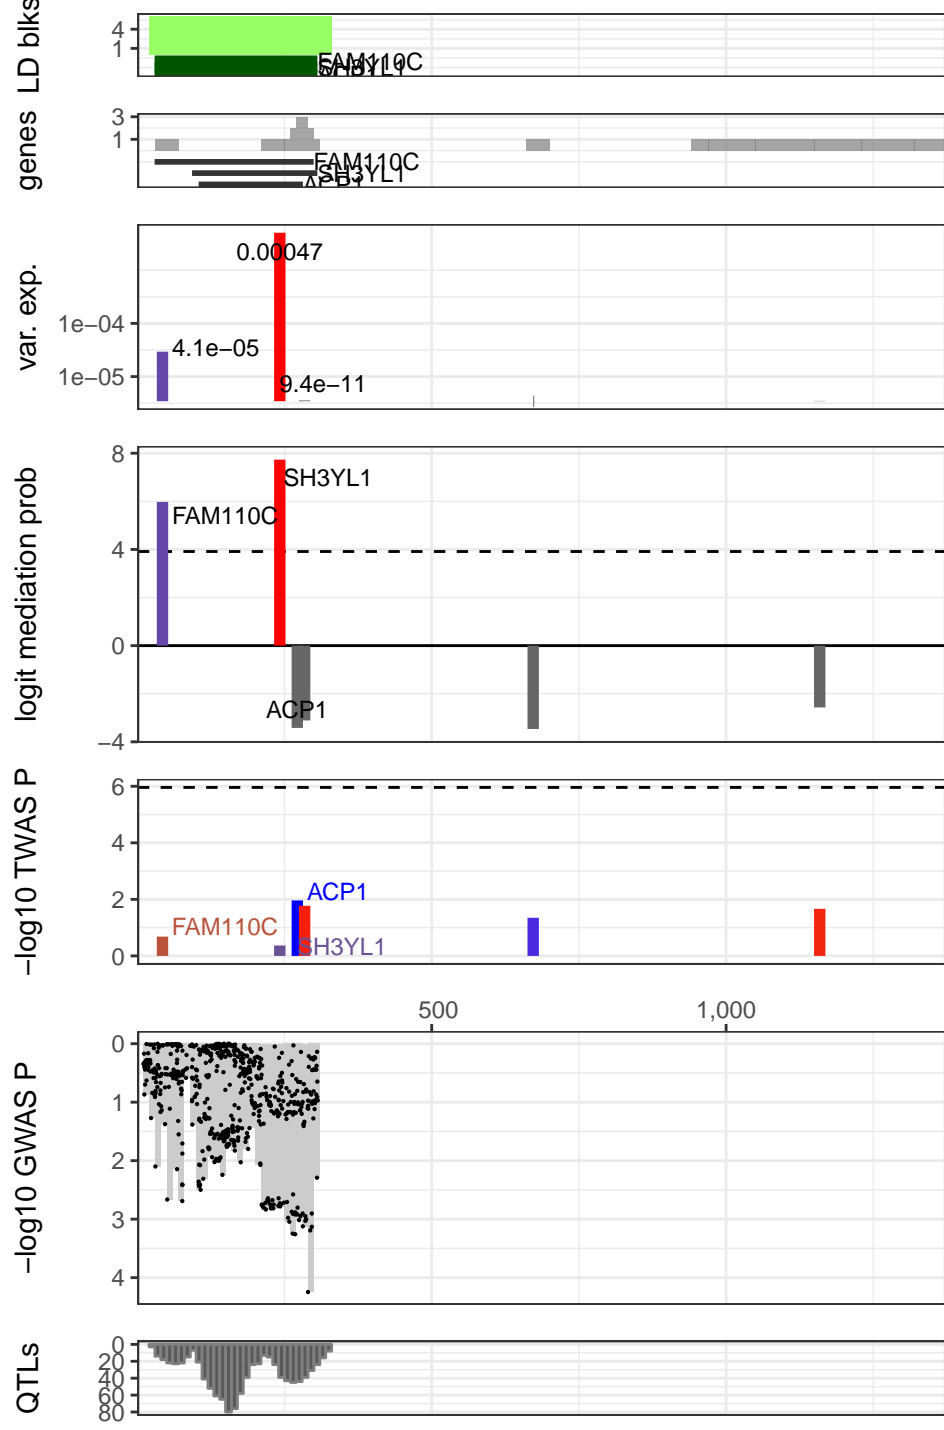 LD blks
4
1
FAM110C
SH3YL1
genes
3
1
FAM110C
SH3YL1
ACP1
var. exp.
1e−04
1e−05
0.00047
4.1e−05
9.4e−11
logit mediation prob
8
4
0
−4
SH3YL1
FAM110C
ACP1
−log10 TWAS P
6
4
2
0
ACP1
FAM110C
SH3YL1
500
1,000
−log10 GWAS P
0
1
2
3
4
QTLs
0
20
40
60
80